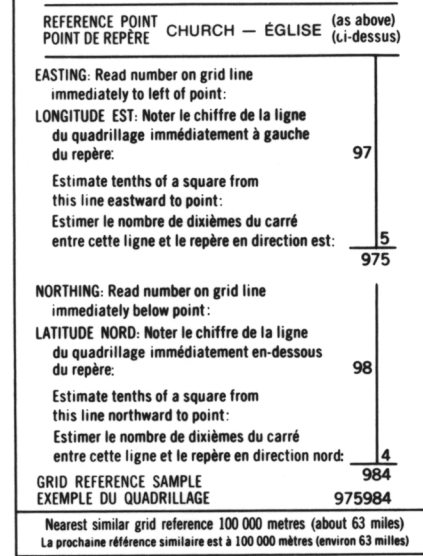 REFERENCE POINT CHURCH — ÉGLISE (as above)
POINT DE REPÈRE (ci-dessus)
EASTING: Read number on grid line
immediately to left of point:
LONGITUDE EST: Noter le chiffre de la ligne
du quadrillage immédiatement à gauche
du repère: 97
Estimate tenths of a square from
this line eastward to point:
Estimer le nombre de dixièmes du carré
entre cette ligne et le repère en direction est: 5
975
NORTHING: Read number on grid line
immediately below point:
LATITUDE NORD: Noter le chiffre de la ligne
du quadrillage immédiatement en-dessous
du repère: 98
Estimate tenths of a square from
this line northward to point:
Estimer le nombre de dixièmes du carré
entre cette ligne et le repère en direction nord: 4
984
GRID REFERENCE SAMPLE
EXEMPLE DU QUADRILLAGE 975984
Nearest similar grid reference 100 000 metres (about 63 miles)
La prochaine référence similaire est à 100 000 mètres (environ 63 milles)